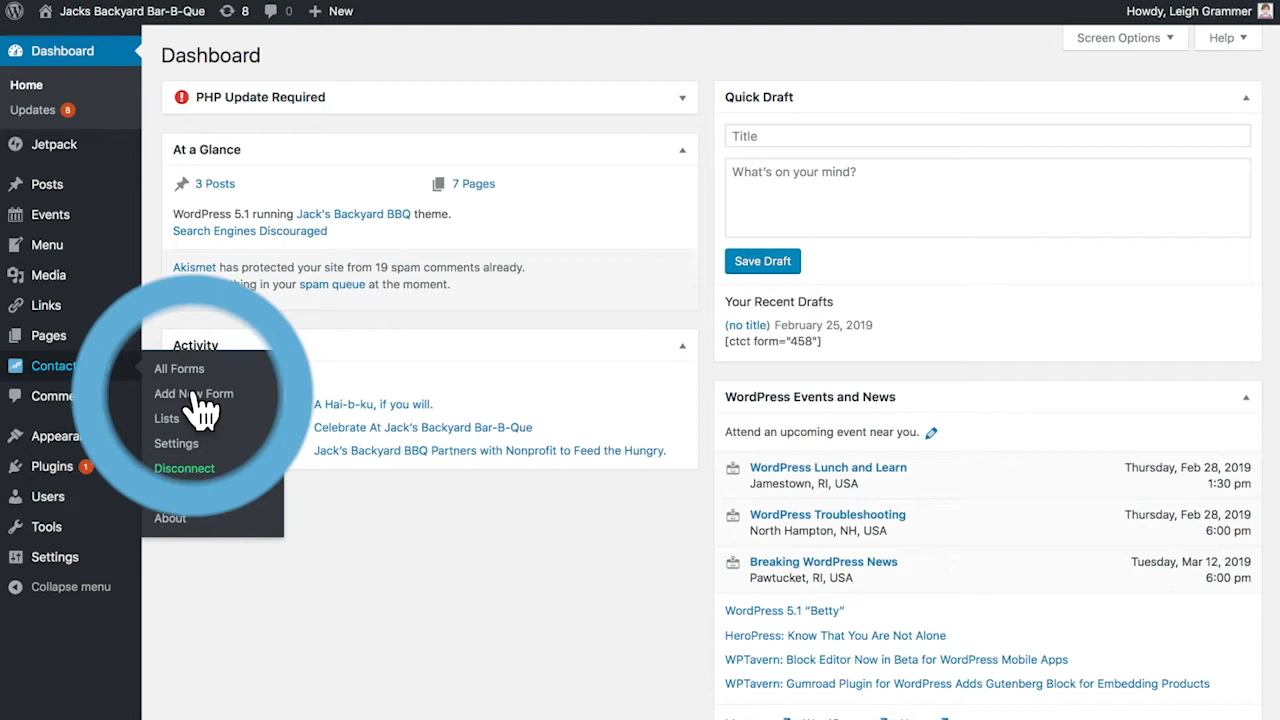 Jacks Backyard Bar-B-Que 8 0 New
Howdy, Leigh Grammer
Dashboard
Home
Updates 8
Jetpack
Posts
Events
Menu
Media
Links
Pages
Contact
Plugins 1
Users
Tools
Settings
Collapse menu
All Forms
Add New Form
Lists
Settings
Disconnect
About
Screen Options
Help
Dashboard
PHP Update Required
At a Glance
3 Posts
7 Pages
WordPress 5.1 running Jack's Backyard BBQ theme.
Search Engines Discouraged
Akismet has protected your site from 19 spam comments already.
in your spam queue at the moment.
Activity
A Hai-b-ku, if you will.
Celebrate At Jack's Backyard Bar-B-Que
Jack's Backyard BBQ Partners with Nonprofit to Feed the Hungry.
Quick Draft
Title
What's on your mind?
Save Draft
Your Recent Drafts
(no title) February 25, 2019
[ctct form="458"]
WordPress Events and News
Attend an upcoming event near you.
WordPress Lunch and Learn
Jamestown, RI, USA
Thursday, Feb 28, 2019
1:30 pm
WordPress Troubleshooting
North Hampton, NH, USA
Thursday, Feb 28, 2019
6:00 pm
Breaking WordPress News
Pawtucket, RI, USA
Tuesday, Mar 12, 2019
6:00 pm
WordPress 5.1 “Betty”
HeroPress: Know That You Are Not Alone
WPTavern: Block Editor Now in Beta for WordPress Mobile Apps
WPTavern: Gumroad Plugin for WordPress Adds Gutenberg Block for Embedding Products